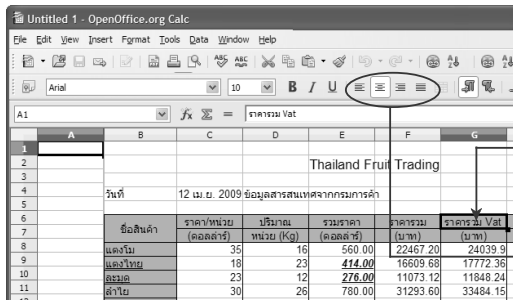 Untitled 1 - OpenOffice.org Calc
File Edit View Insert Format Tools Data Window Help
Arial 10 B I U
A1 fx Σ = ราคารวม Vat
A B C D E F G
1
2 Thailand Fruit Trading
3
4 วันที่ 12 เม.ย. 2009 ข้อมูลสารสนเทศจากกรมการค้า
5
6 ชื่อสินค้า ราคา/หน่วย ปริมาณ รวมราคา ราคารวม ราคารวม Vat
7 (ดอลล่าร์) หน่วย (Kg) (ดอลล่าร์) (บาท) (บาท)
8 แตงโม 35 16 560.00 22467.20 24039.9
9 แตงไทย 18 23 414.00 16609.68 17772.36
10 ละมุด 23 12 276.00 11073.12 11848.24
11 ลำไย 30 26 780.00 31293.60 33484.15